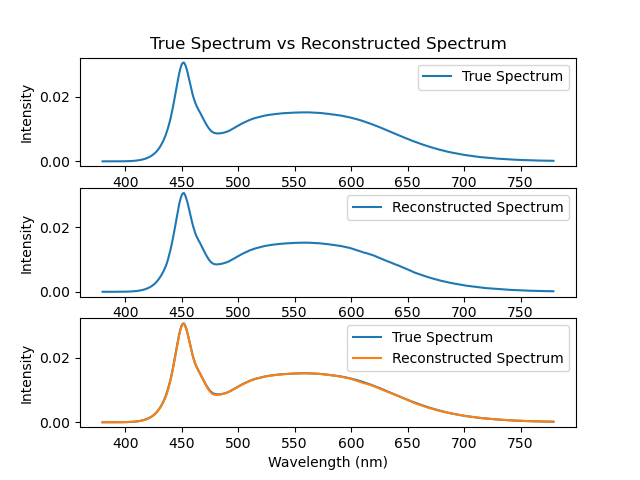 True Spectrum vs Reconstructed Spectrum
True Spectrum
Intensity
0.02
0.00
400 450 500 550 600 650 700 750
Reconstructed Spectrum
Intensity
0.02
0.00
400 450 500 550 600 650 700 750
True Spectrum
Reconstructed Spectrum
Intensity
0.02
0.00
400 450 500 550 600 650 700 750
Wavelength (nm)